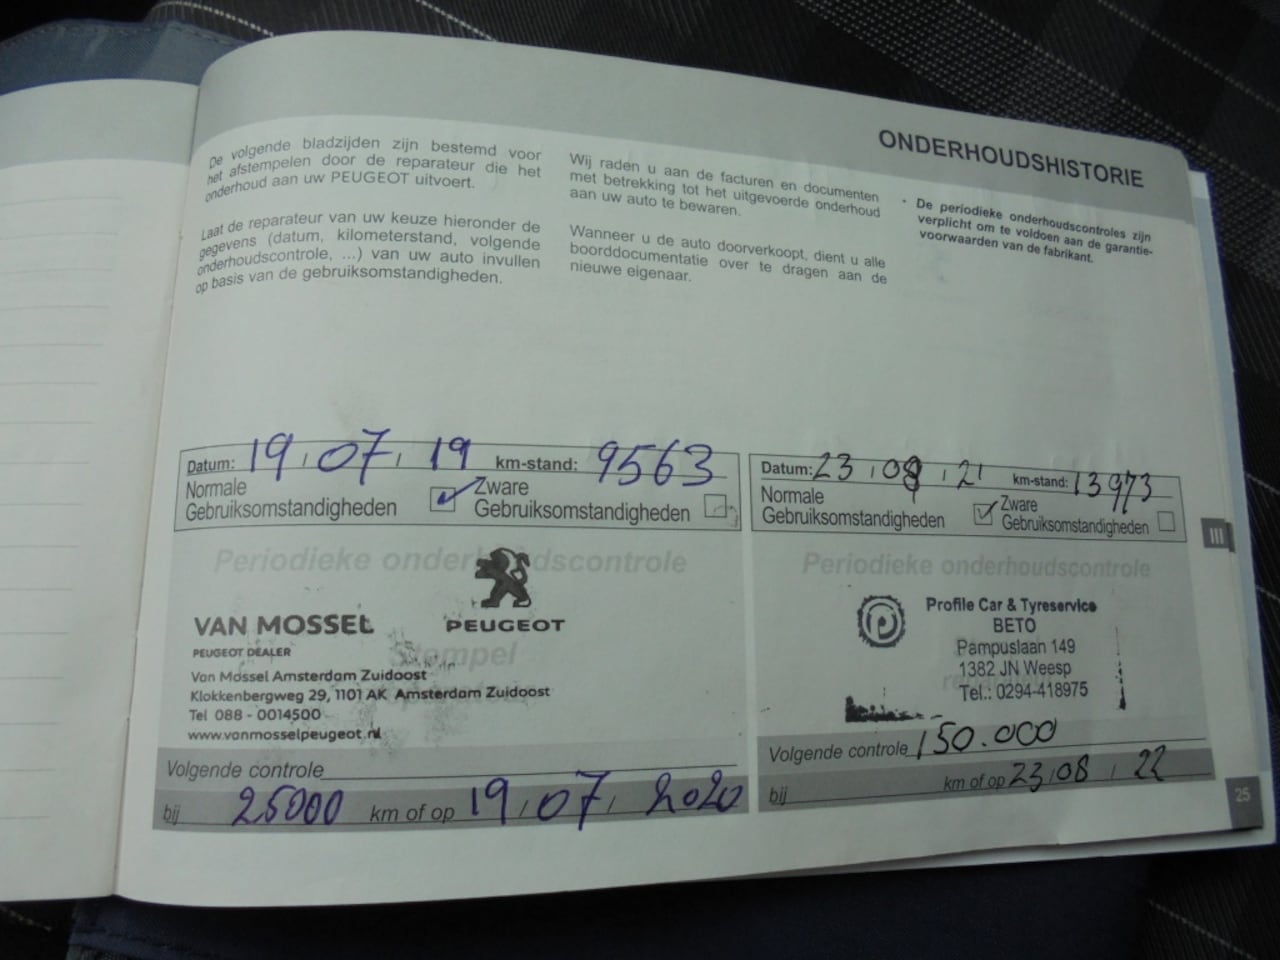 ONDERHOUDSHISTORIE
De volgende bladzijden zijn bestemd voor
het afstempelen door de reparateur die het
onderhoud aan uw PEUGEOT uitvoert.
Laat de reparateur van uw keuze hieronder de
gegevens (datum, kilometerstand, volgende
onderhoudscontrole, ...) van uw auto invullen
op basis van de gebruiksomstandigheden.
Wij raden u aan de facturen en documenten
met betrekking tot het uitgevoerde onderhoud
aan uw auto te bewaren.
Wanneer u de auto doorverkoopt, dient u alle
boorddocumentatie over te dragen aan de
nieuwe eigenaar.
• De periodieke onderhoudscontroles zijn
verplicht om te voldoen aan de garantie-
voorwaarden van de fabrikant.
Datum: 19 / 07 / 19 km-stand: 9563
Normale
Gebruiksomstandigheden
Zware
Gebruiksomstandigheden
Periodieke onderhoudscontrole
PEUGEOT
VAN MOSSEL
PEUGEOT DEALER
Stempel
Van Mossel Amsterdam Zuidoost
Klokkenbergweg 29, 1101 AK Amsterdam Zuidoost
Tel 088 - 0014500
www.vanmosselpeugeot.nl
Volgende controle
bij 25000 km of op 19 / 07 / 2020
Datum: 23 / 08 / 21 km-stand: 13973
Normale
Gebruiksomstandigheden
Zware
Gebruiksomstandigheden
Periodieke onderhoudscontrole
Profile Car & Tyreservice
BETO
Pampuslaan 149
1382 JN Weesp
Tel.: 0294-418975
Volgende controle 150.000
bij km of op 23 / 08 / 22
III
25